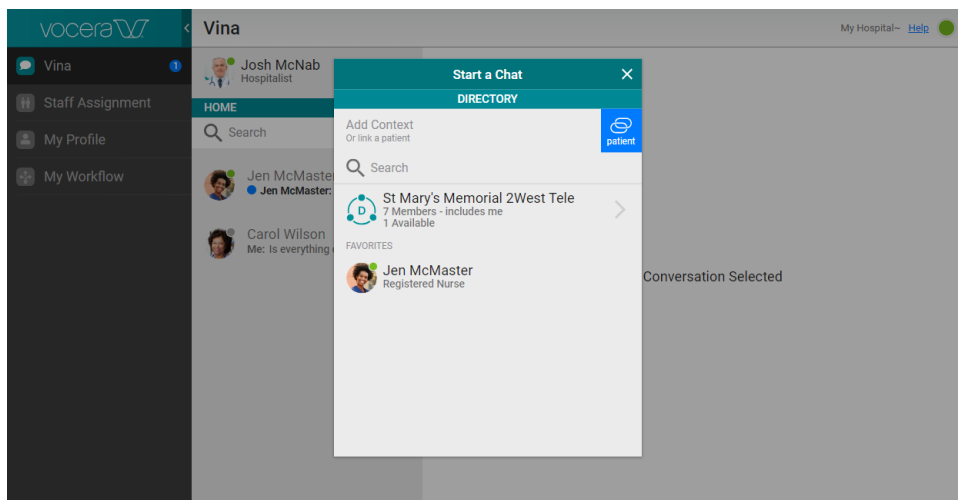 vocera
Vina
My Hospital~ Help
Vina 1
Staff Assignment
My Profile
My Workflow
Josh McNab
Hospitalist
HOME
Search
Jen McMaster
Jen McMaster:
Carol Wilson
Me: Is everything
Start a Chat
DIRECTORY
Add Context
Or link a patient
patient
Search
D
St Mary's Memorial 2West Tele
7 Members - includes me
1 Available
FAVORITES
Jen McMaster
Registered Nurse
Conversation Selected